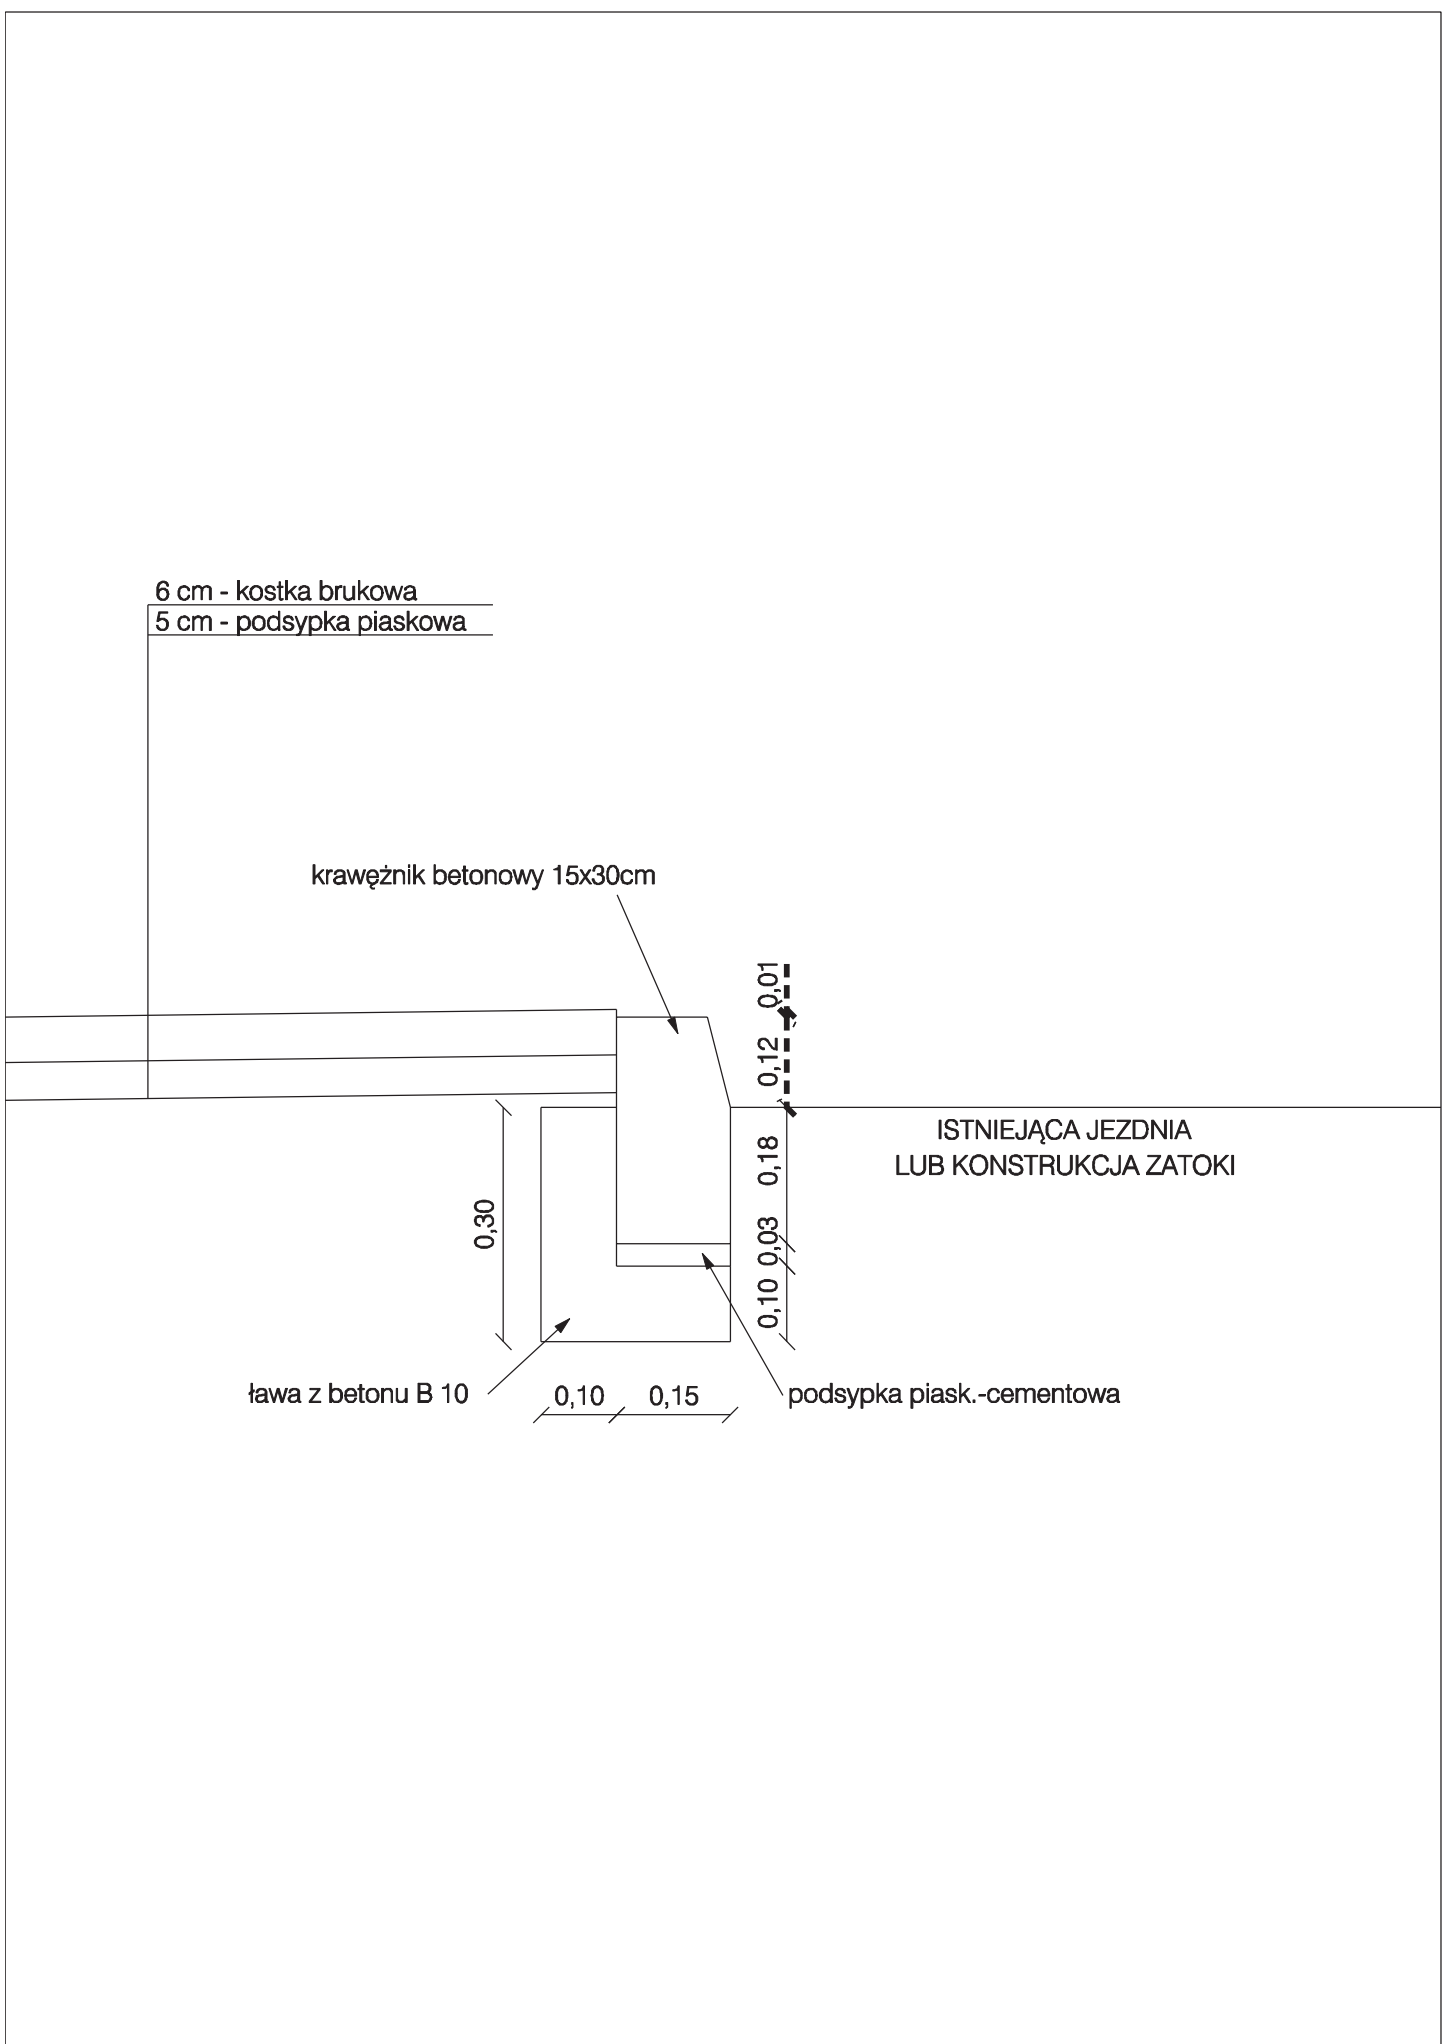 6 cm - kostka brukowa
5 cm - podsypka piaskowa
krawężnik betonowy 15x30cm
0,01
0,12
ISTNIEJĄCA JEZDNIA
LUB KONSTRUKCJA ZATOKI
0,18
0,30
0,03
0,10
ława z betonu B 10
0,10
0,15
podsypka piask.-cementowa